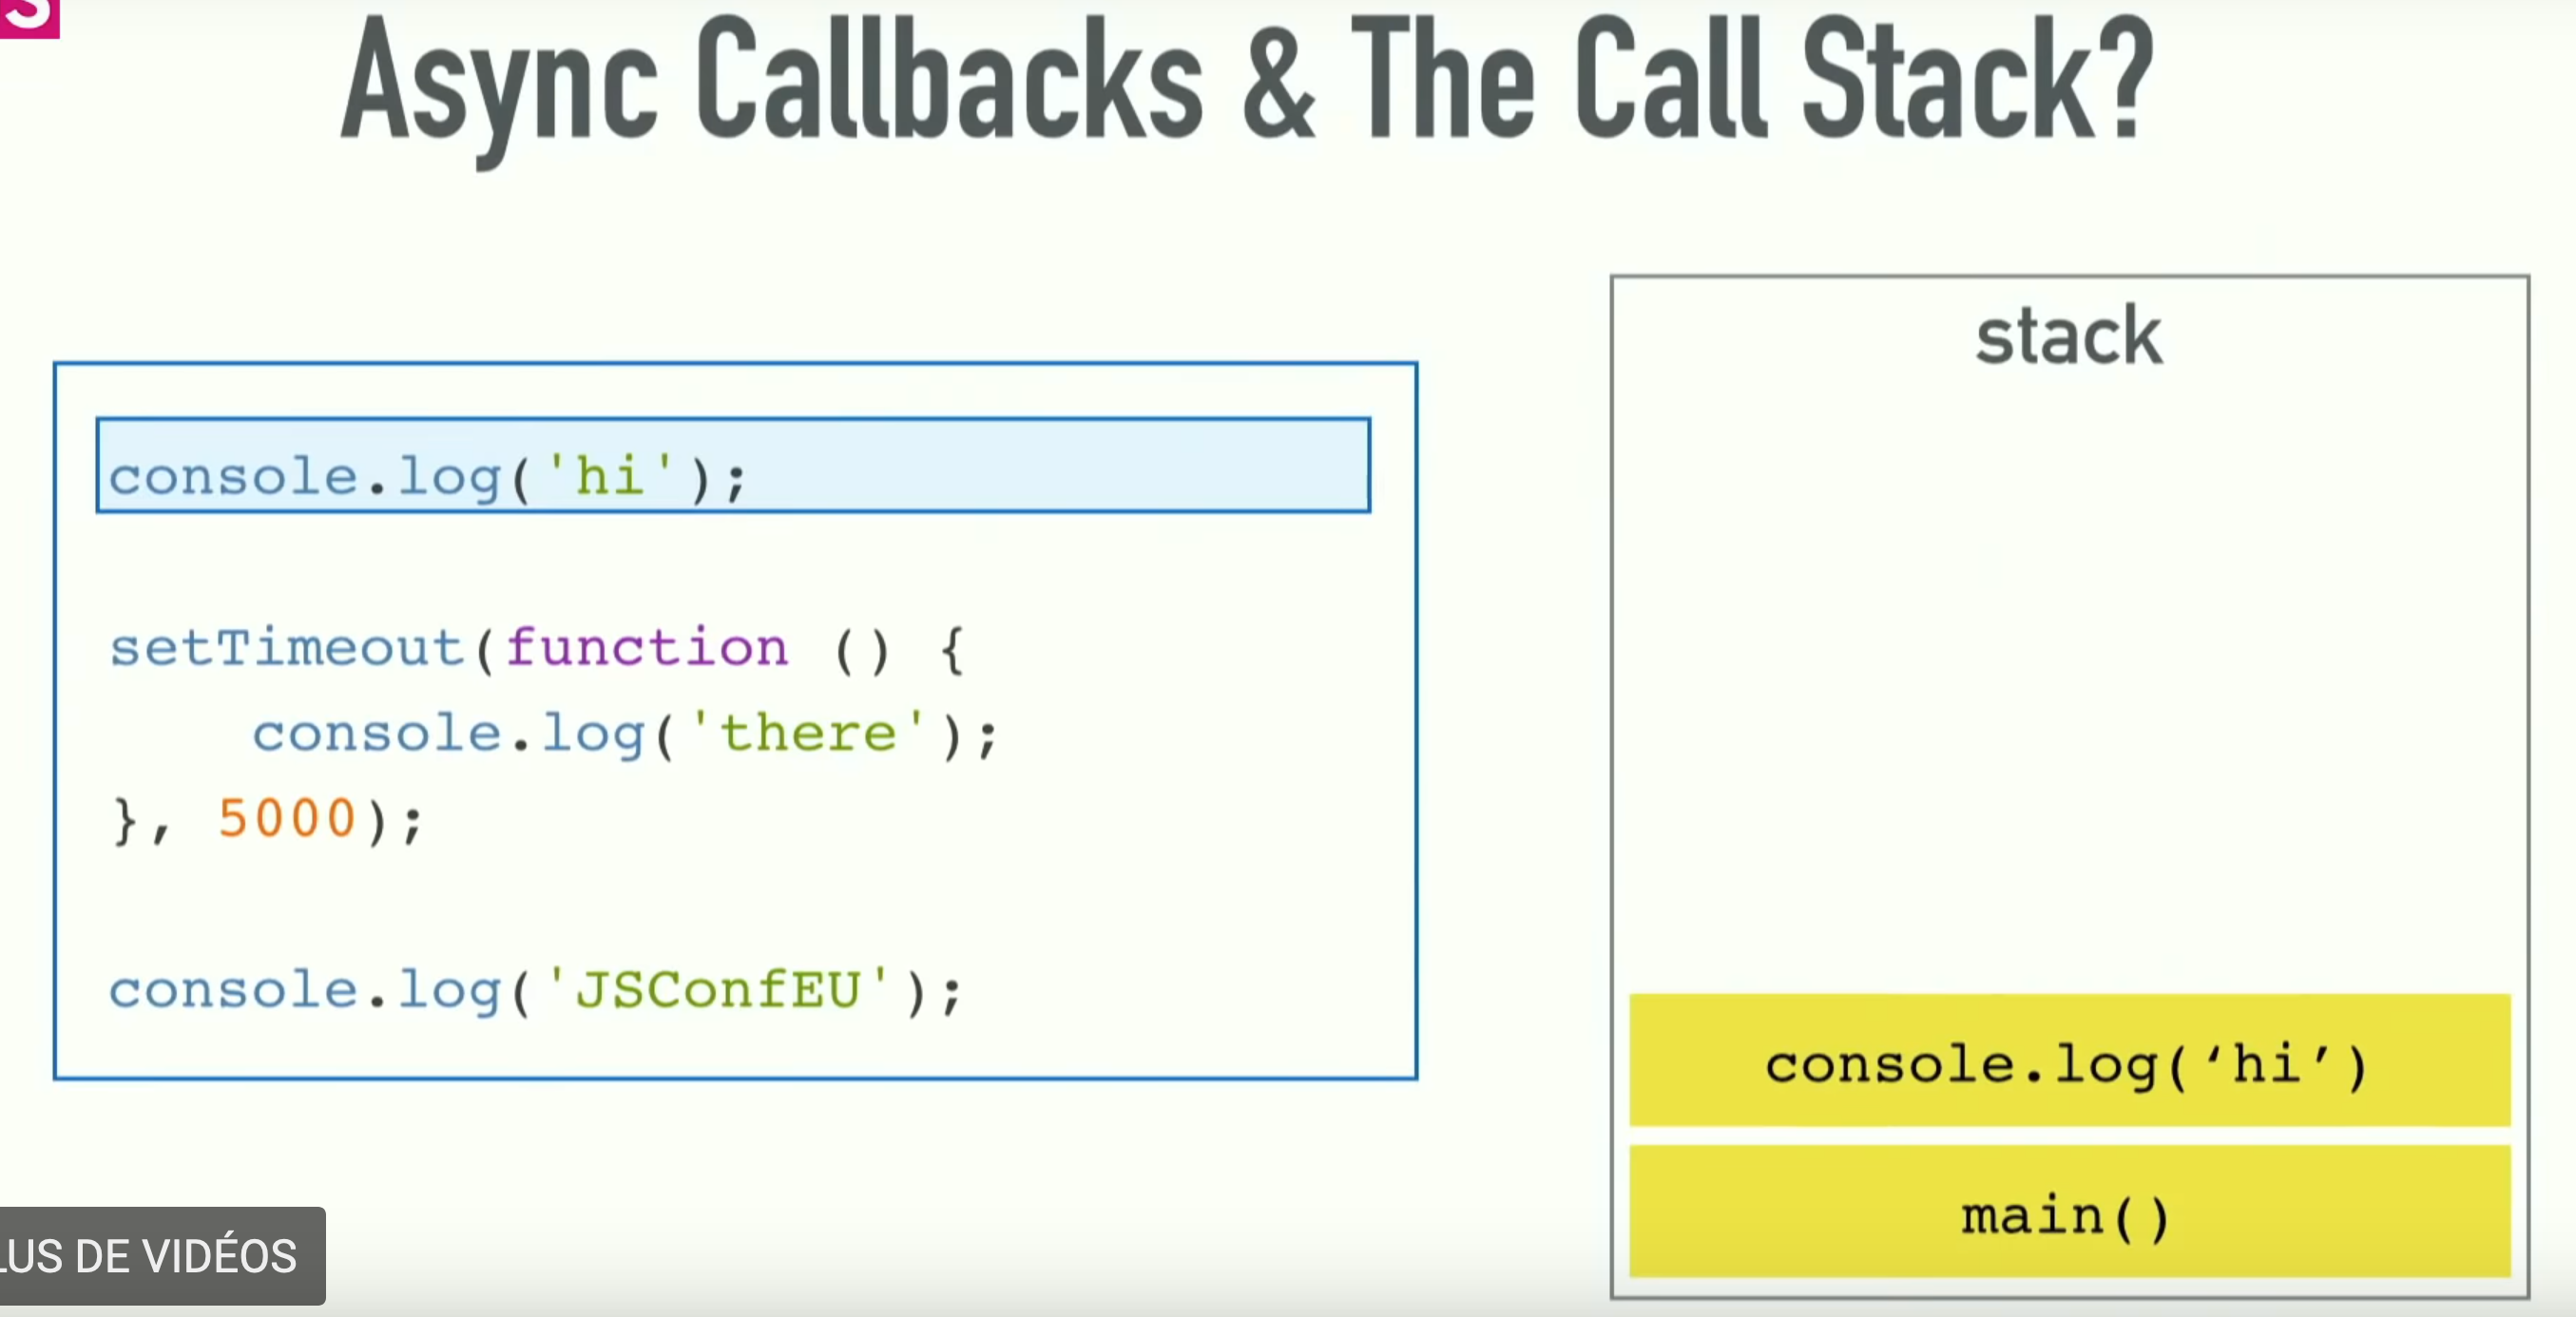 S
Async Callbacks & The Call Stack?
stack
console.log('hi');
setTimeout(function () {
console.log('there');
}, 5000);
console.log('JSConfEU');
console.log(‘hi’)
main()
LUS DE VIDÉOS